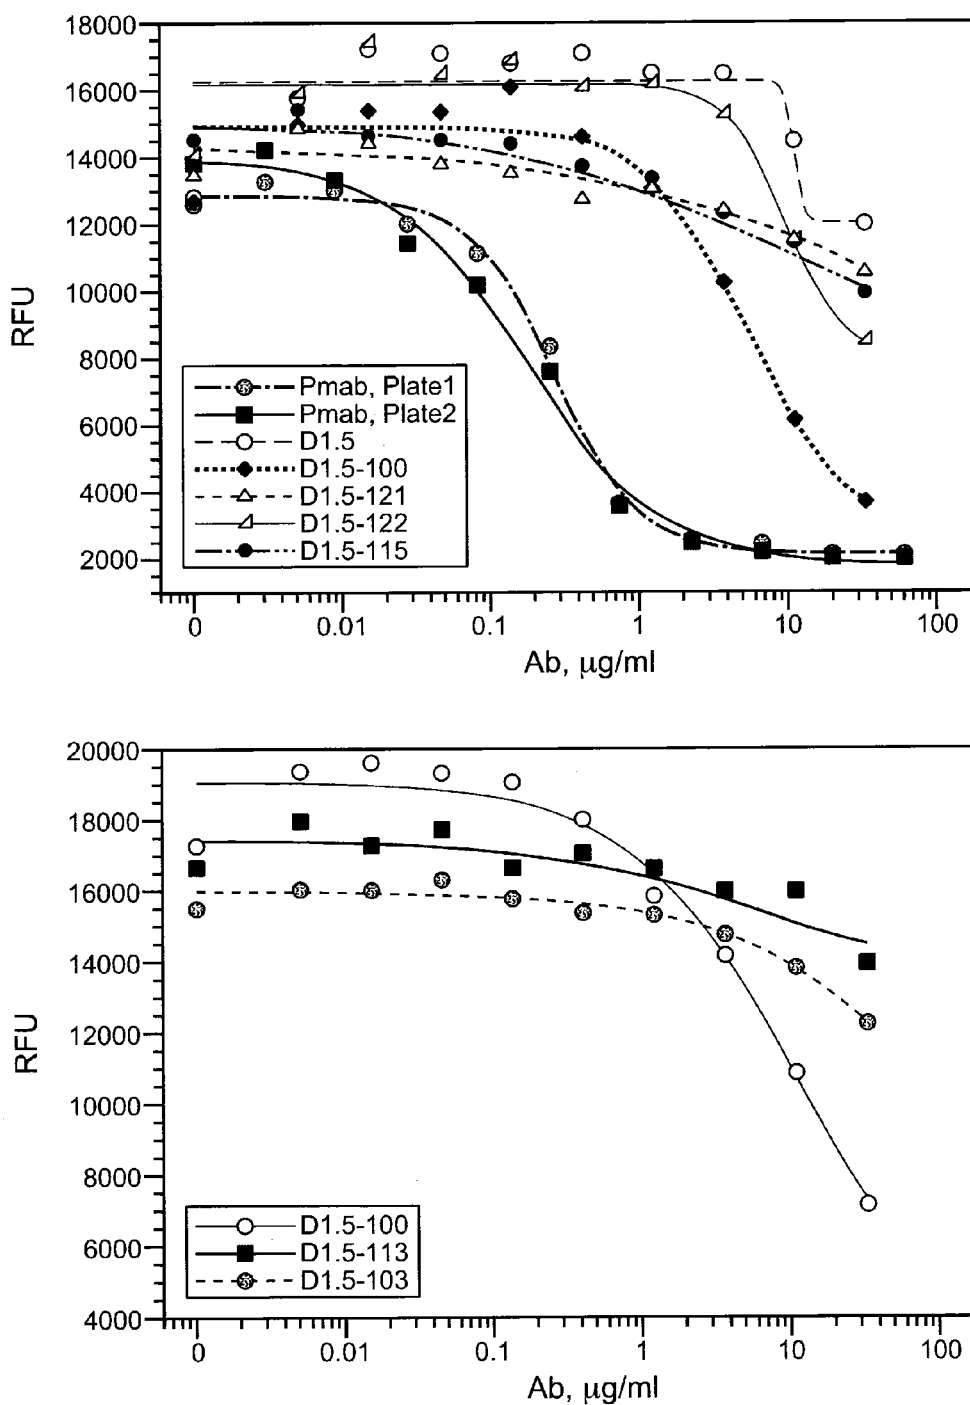 18000
16000
14000
12000
10000
8000
6000
4000
2000
RFU
Pmab, Plate1
Pmab, Plate2
D1.5
D1.5-100
D1.5-121
D1.5-122
D1.5-115
0 0.01 0.1 1 10 100
Ab, μg/ml
20000
18000
16000
14000
12000
10000
8000
6000
4000
RFU
D1.5-100
D1.5-113
D1.5-103
0 0.01 0.1 1 10 100
Ab, μg/ml